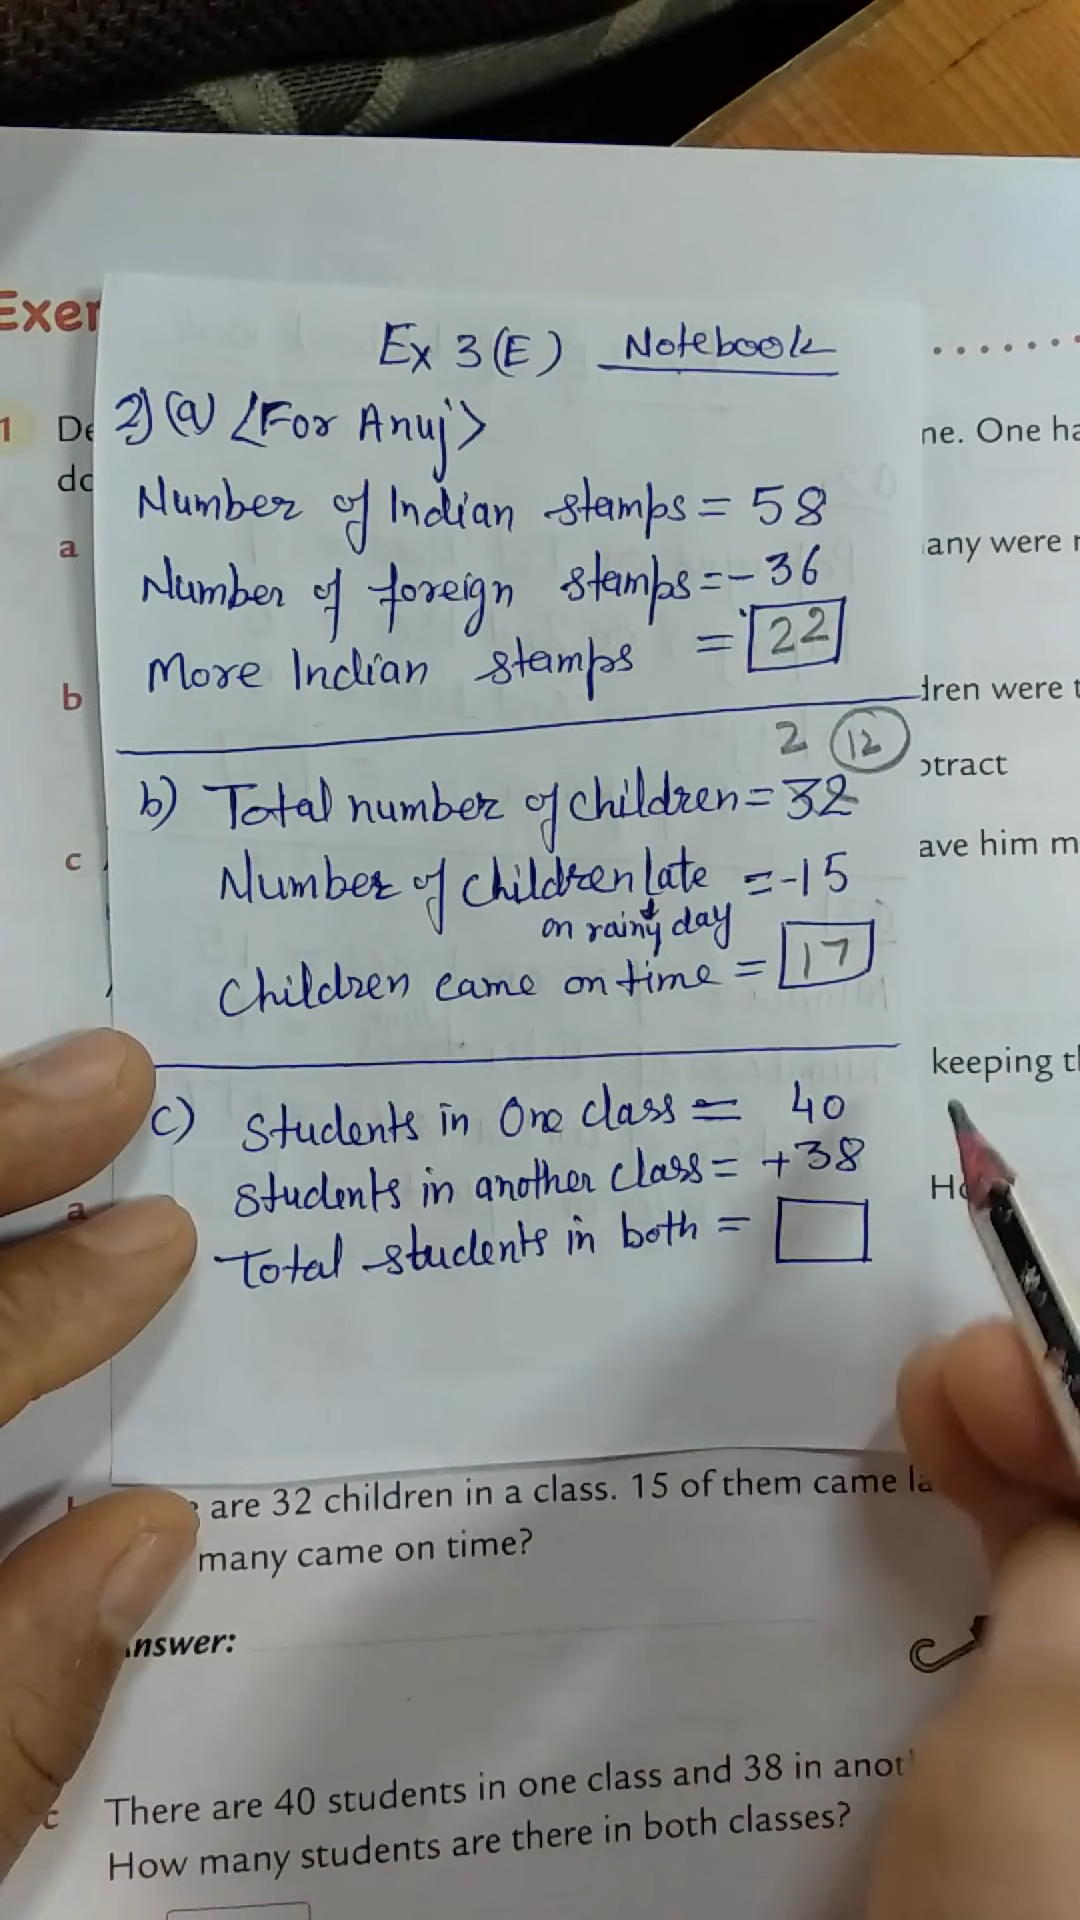 Exer
Ex 3(E) Notebook
1 De
ne. One ha
2) (a) <For Anuj>
do
Number of Indian stamps = 58
a
any were r
Number of foreign stamps = - 36
More Indian stamps = 22
b
dren were t
2 12
b) Total number of children = 32
otract
c
ave him m
Number of children late = -15
on rainy day
Children came on time = 17
keeping th
c) Students in One class = 40
Students in another class = +38
a
Ho
Total students in both =
are 32 children in a class. 15 of them came la
many came on time?
nswer:
c There are 40 students in one class and 38 in anot
How many students are there in both classes?